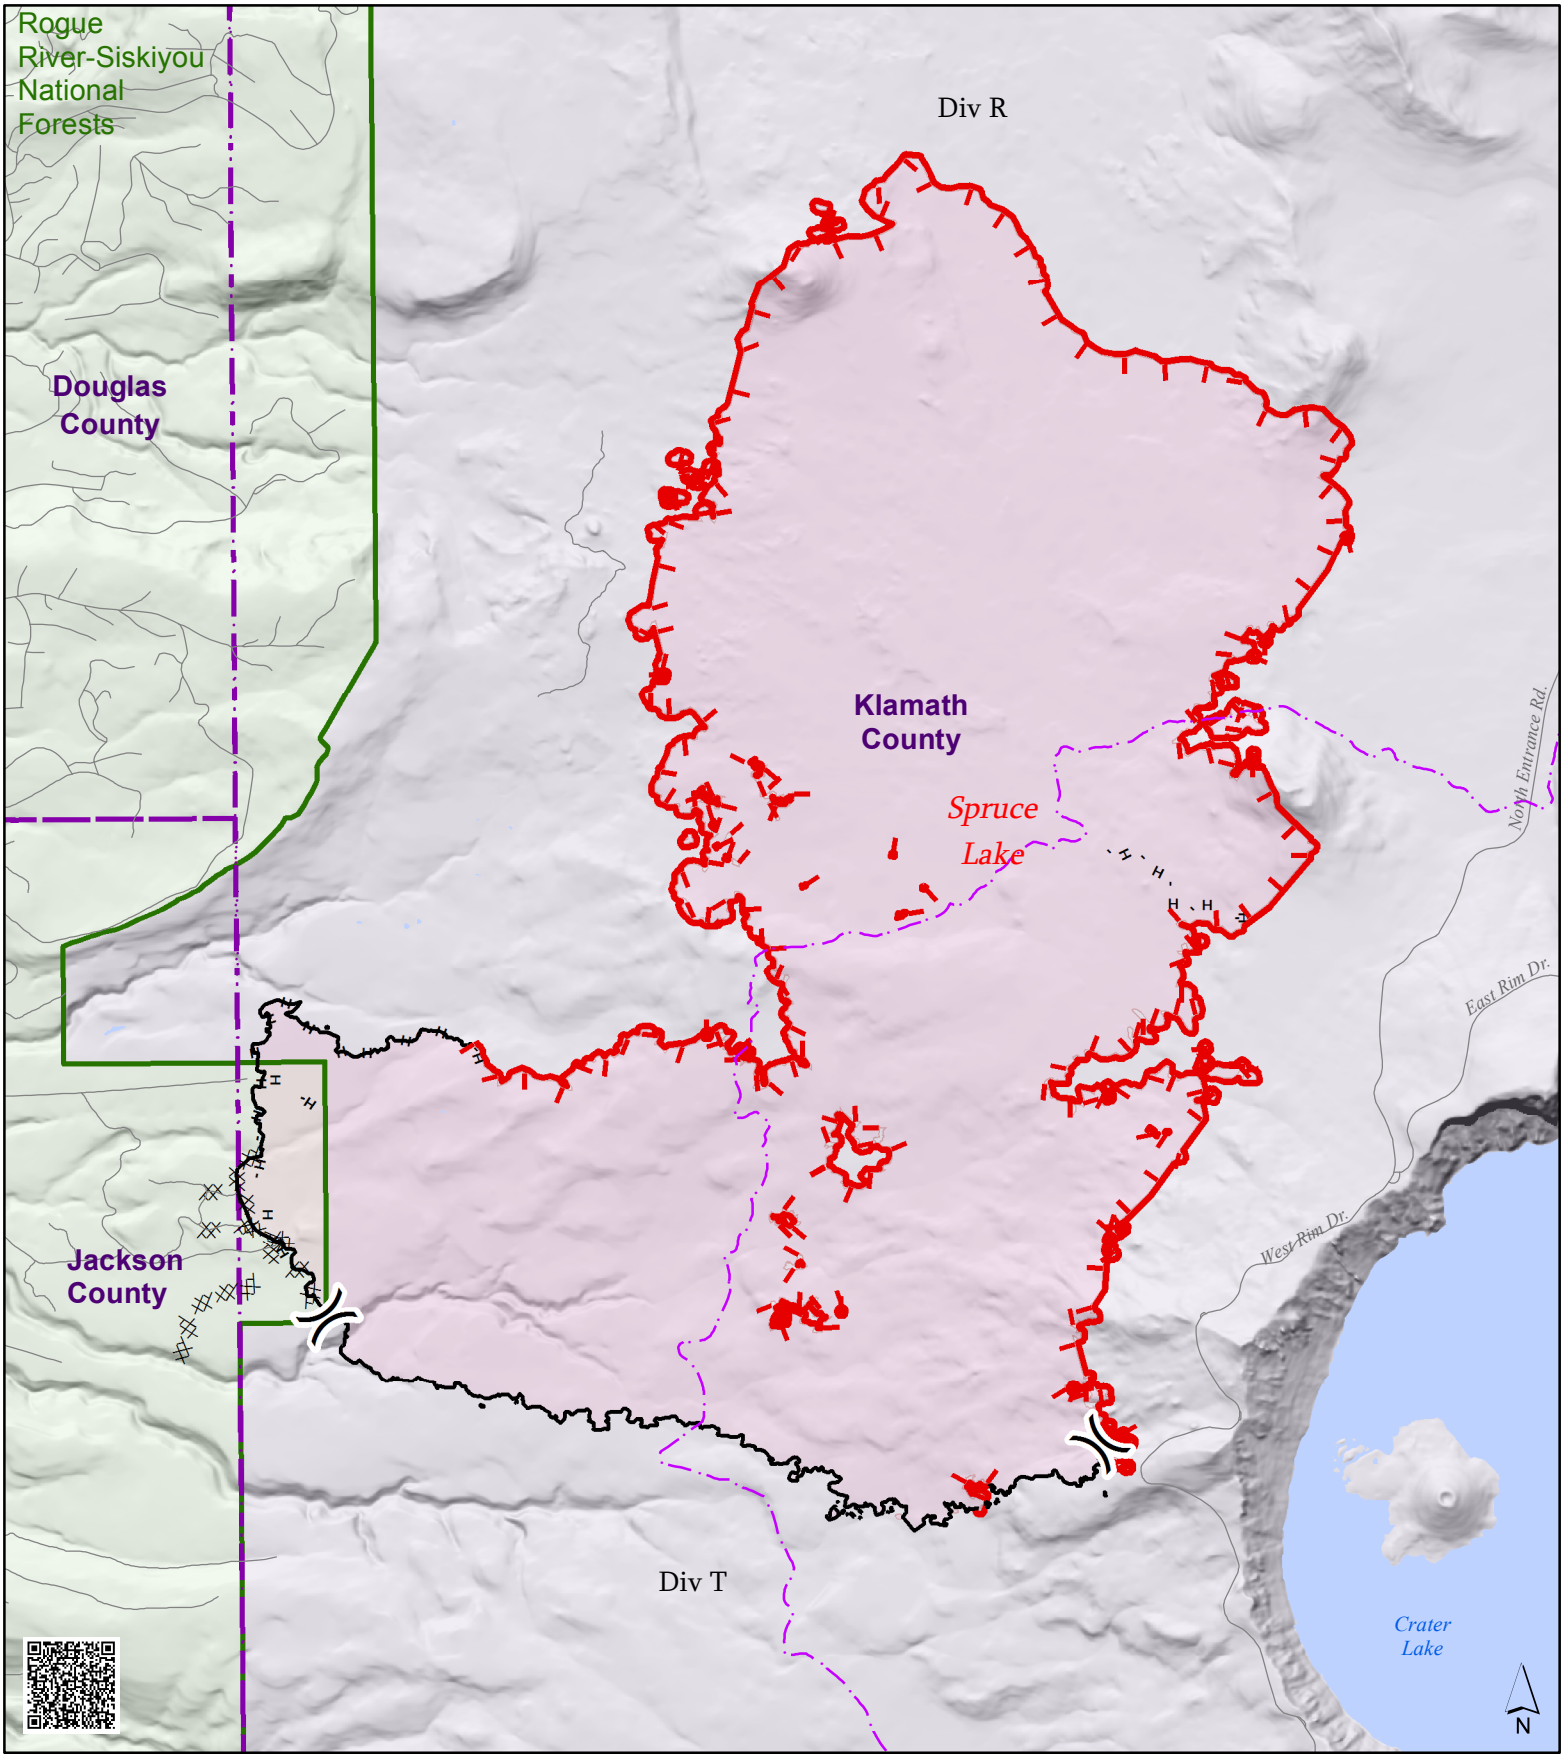 Rogue
River-Siskiyou
National
Forests
Div R
Douglas
County
Klamath
County
North Entrance Rd.
Spruce
Lake
H
H
H
H
H
East Rim Dr.
H
H
H
H
H
H
West Rim Dr.
Jackson
County
Div T
Crater
Lake
N